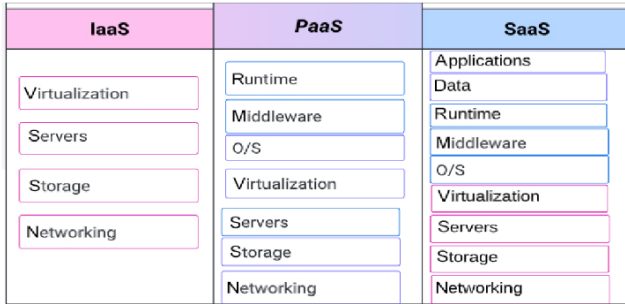 IaaS
PaaS
SaaS
Virtualization
Servers
Storage
Networking
Runtime
Middleware
O/S
Virtualization
Servers
Storage
Networking
Applications
Data
Runtime
Middleware
O/S
Virtualization
Servers
Storage
Networking